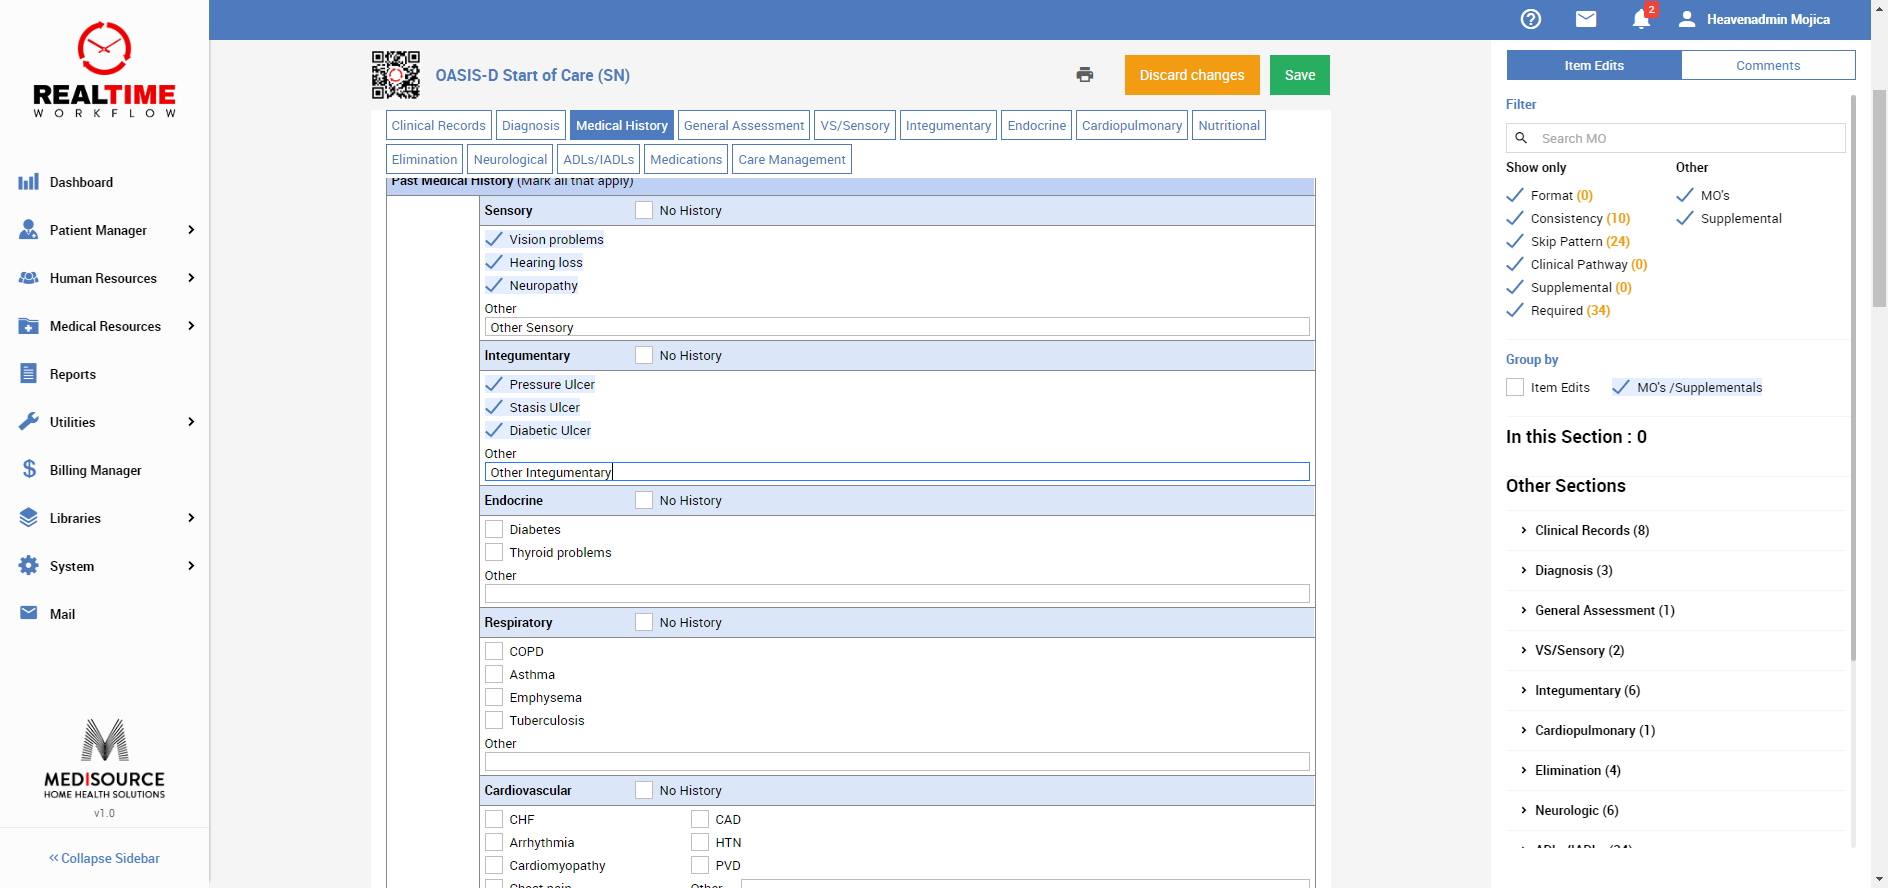 REALTIME
WORKFLOW
Dashboard
Patient Manager
Human Resources
Medical Resources
Reports
Utilities
Billing Manager
Libraries
System
Mail
MEDISOURCE
HOME HEALTH SOLUTIONS
v1.0
Collapse Sidebar
2
Heavenadmin Mojica
OASIS-D Start of Care (SN)
Discard changes
Save
Clinical Records
Diagnosis
Medical History
General Assessment
VS/Sensory
Integumentary
Endocrine
Cardiopulmonary
Nutritional
Elimination
Neurological
ADLs/IADLs
Medications
Care Management
Past Medical History (Mark all that apply)
Sensory No History
Vision problems
Hearing loss
Neuropathy
Other
Other Sensory
Integumentary No History
Pressure Ulcer
Stasis Ulcer
Diabetic Ulcer
Other
Other Integumentary
Endocrine No History
Diabetes
Thyroid problems
Other
Respiratory No History
COPD
Asthma
Emphysema
Tuberculosis
Other
Cardiovascular No History
CHF CAD
Arrhythmia HTN
Cardiomyopathy PVD
Chest pain Other
Item Edits
Comments
Filter
Search MO
Show only
Other
Format (0)
MO's
Consistency (10)
Supplemental
Skip Pattern (24)
Clinical Pathway (0)
Supplemental (0)
Required (34)
Group by
Item Edits
MO's /Supplementals
In this Section : 0
Other Sections
Clinical Records (8)
Diagnosis (3)
General Assessment (1)
VS/Sensory (2)
Integumentary (6)
Cardiopulmonary (1)
Elimination (4)
Neurologic (6)